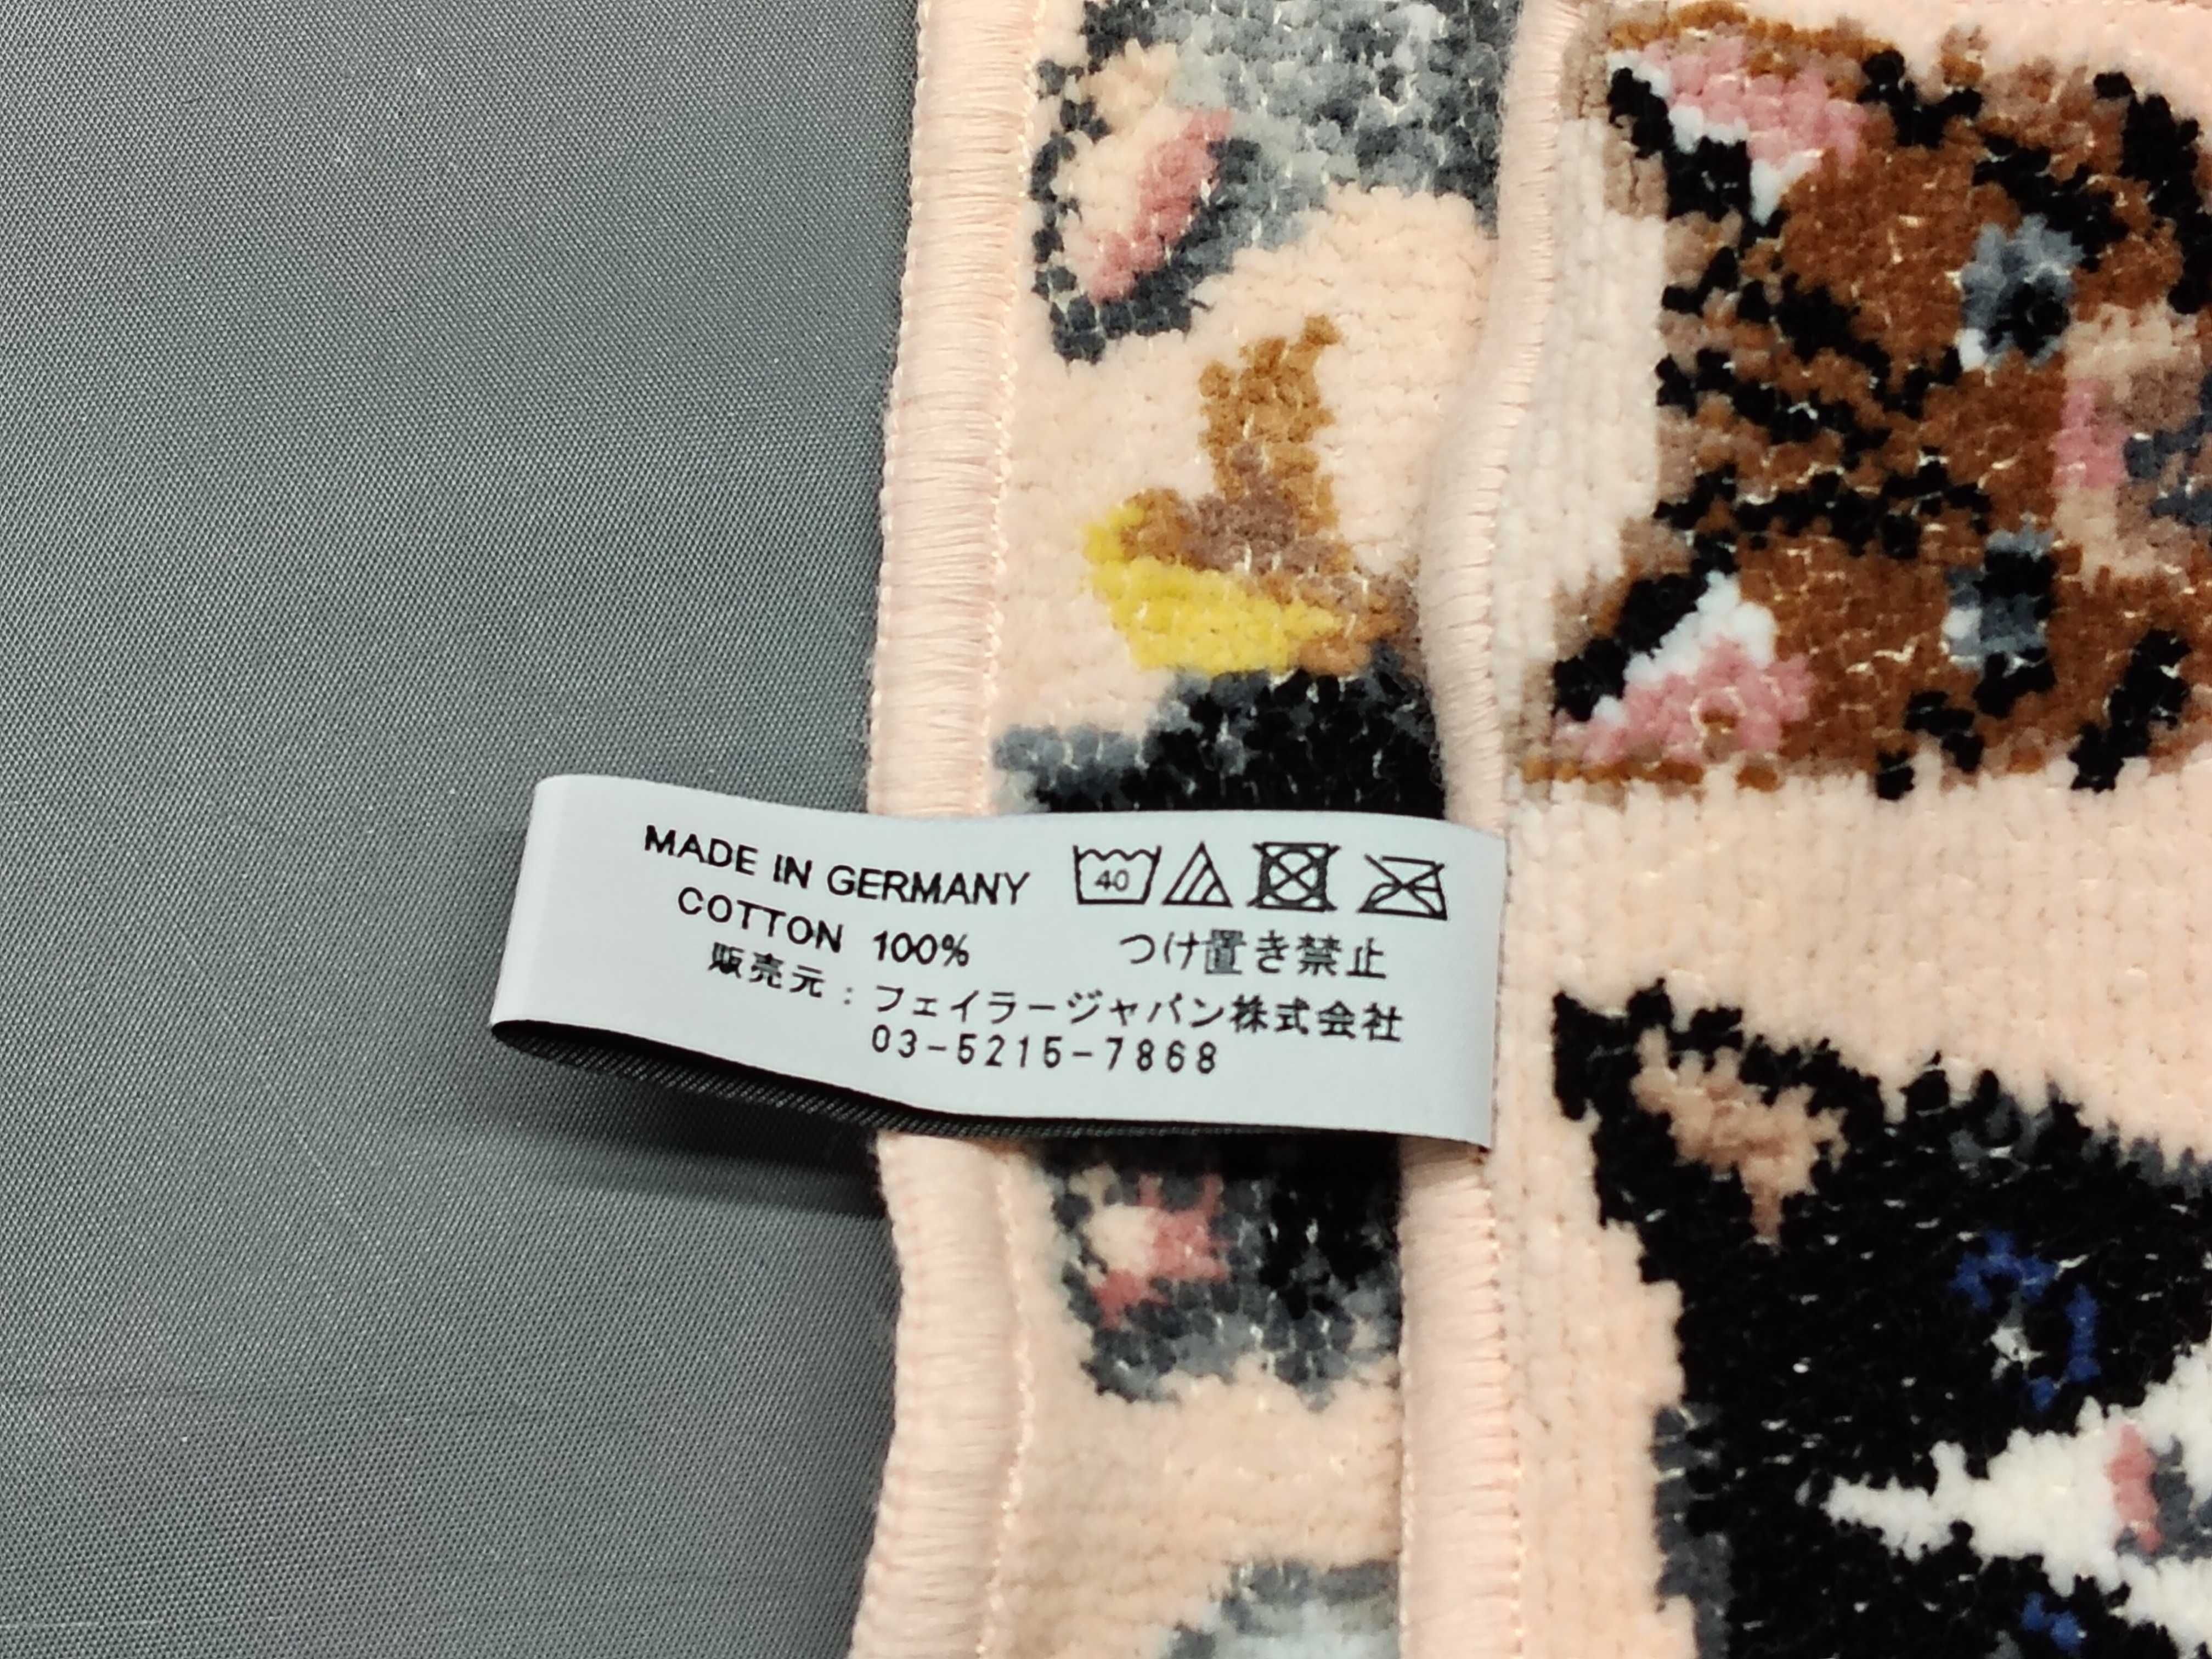 MADE IN GERMANY
COTTON 100%
40
つけ置き禁止
販売元：フェイラージャパン株式会社
03-5215-7868